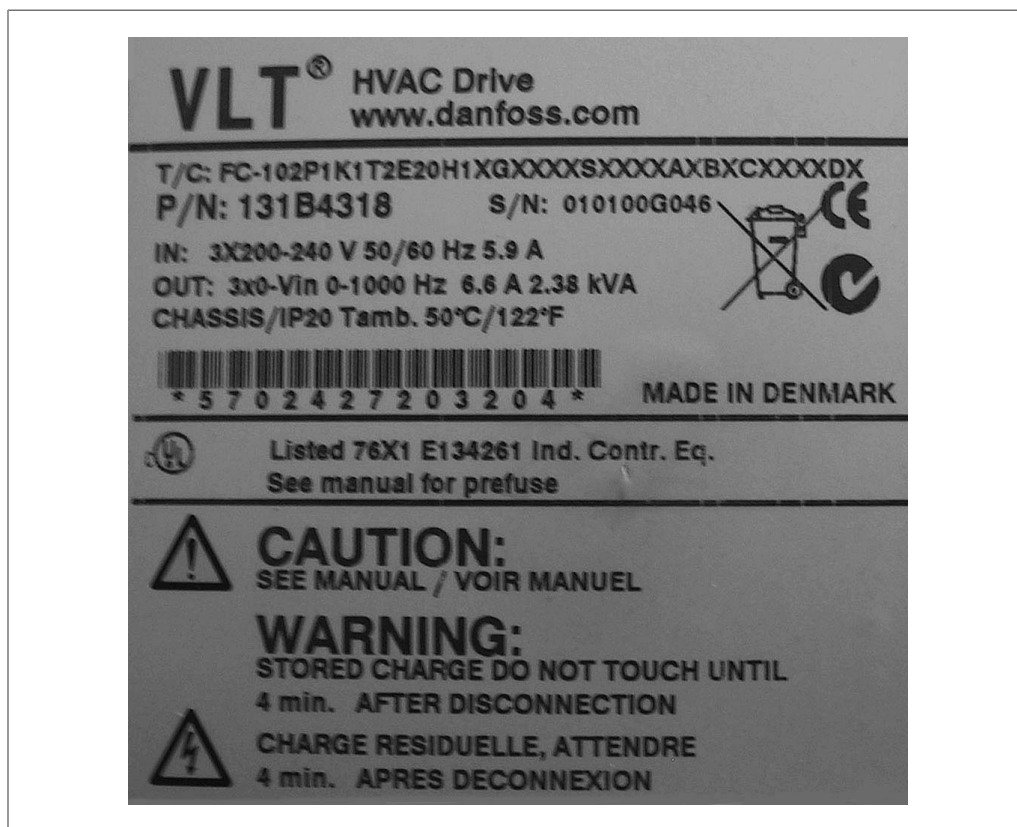 VLT® HVAC Drive
www.danfoss.com
T/C: FC-102P1K1T2E20H1XGXXXXSXXXXAXBXCXXXXDX
P/N: 131B4318 S/N: 010100G046
IN: 3X200-240 V 50/60 Hz 5.9 A
OUT: 3x0-Vin 0-1000 Hz 6.6 A 2.38 kVA
CHASSIS/IP20 Tamb. 50°C/122°F
*5702427203204* MADE IN DENMARK
Listed 76X1 E134261 Ind. Contr. Eq.
See manual for prefuse
CAUTION:
SEE MANUAL / VOIR MANUEL
WARNING:
STORED CHARGE DO NOT TOUCH UNTIL
4 min. AFTER DISCONNECTION
CHARGE RESIDUELLE, ATTENDRE
4 min. APRES DECONNEXION